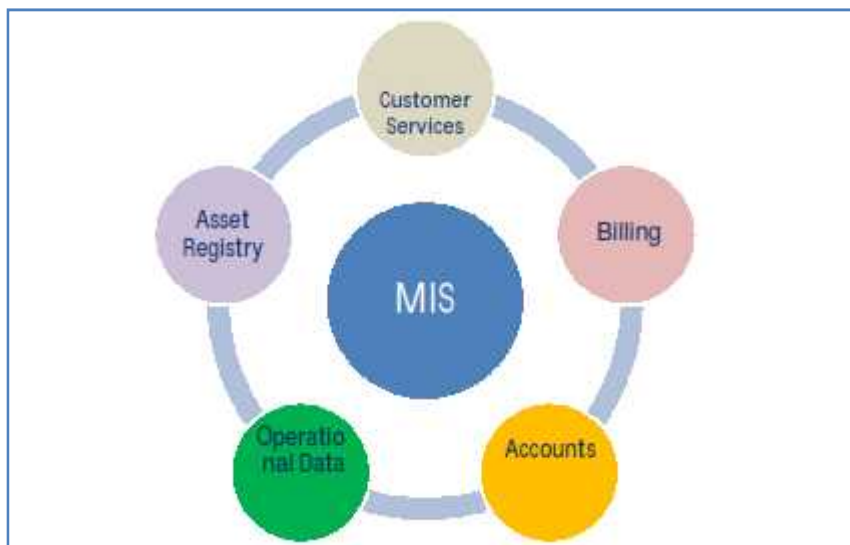 Customer
Services
Asset
Registry
Billing
MIS
Operatio
nal Data
Accounts